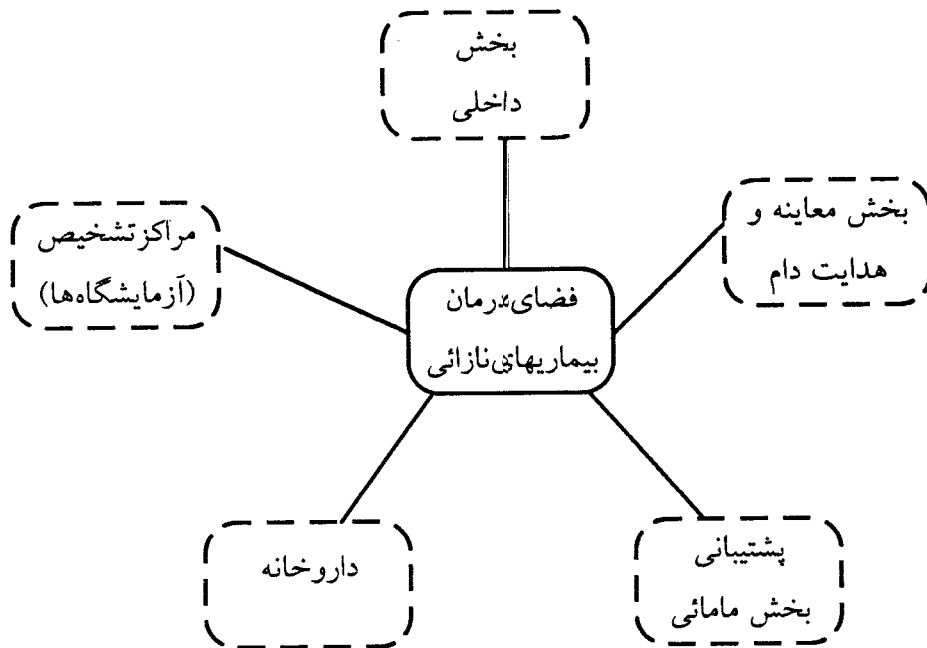 بخش
داخلی
بخش معاینه و
هدایت دام
مراکز تشخیص
(آزمایشگاه‌ها)
فضای درمان
بیماریهای نازائی
پشتیبانی
بخش مامائی
داروخانه